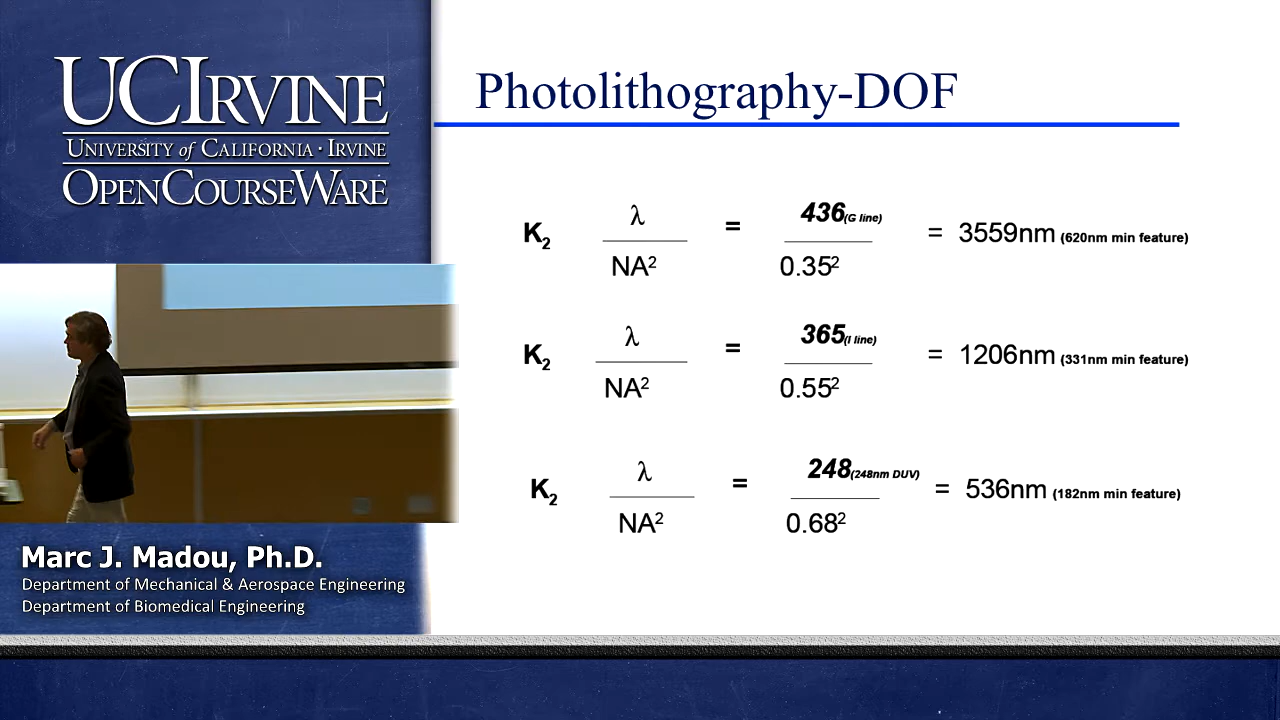 UCIRVINE
UNIVERSITY of CALIFORNIA · IRVINE
OPENCOURSEWARE
Photolithography-DOF
K2 λ / NA² = 436(G line) / 0.35² = 3559nm (620nm min feature)
K2 λ / NA² = 365(I line) / 0.55² = 1206nm (331nm min feature)
K2 λ / NA² = 248(248nm DUV) / 0.68² = 536nm (182nm min feature)
Marc J. Madou, Ph.D.
Department of Mechanical & Aerospace Engineering
Department of Biomedical Engineering